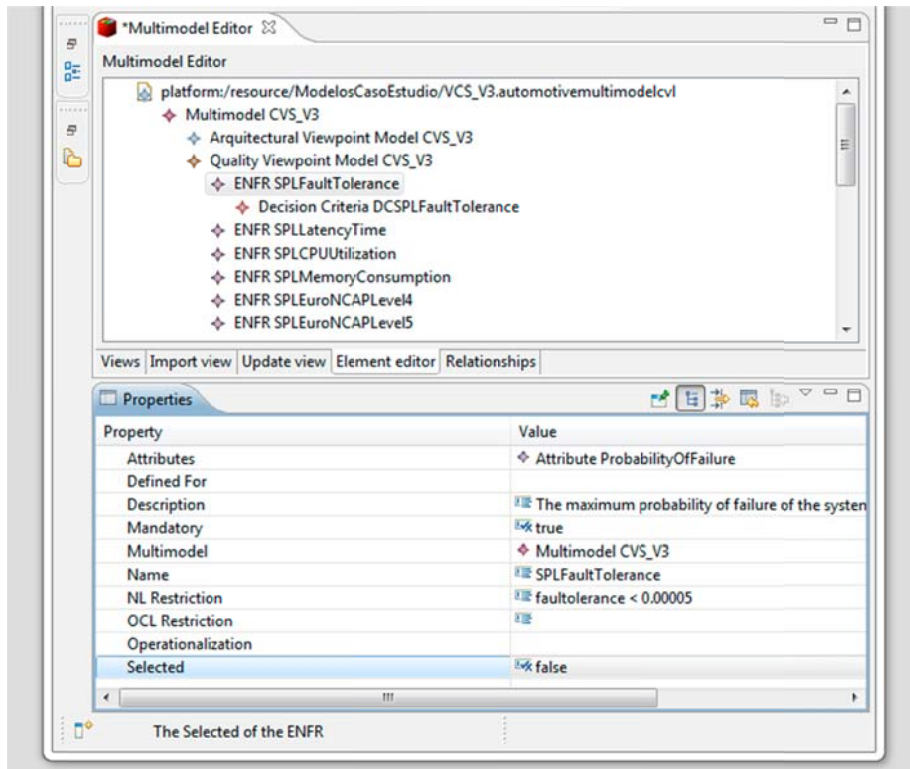 *Multimodel Editor
Multimodel Editor
platform:/resource/ModelosCasoEstudio/VCS_V3.automotivemultimodelcvl
Multimodel CVS_V3
Arquitectural Viewpoint Model CVS_V3
Quality Viewpoint Model CVS_V3
ENFR SPLFaultTolerance
Decision Criteria DCSPLFaultTolerance
ENFR SPLLatencyTime
ENFR SPLCPUUtilization
ENFR SPLMemoryConsumption
ENFR SPLEuroNCAPLevel4
ENFR SPLEuroNCAPLevel5
Views Import view Update view Element editor Relationships
Properties
Property Value
Attributes Attribute ProbabilityOfFailure
Defined For
Description The maximum probability of failure of the system
Mandatory true
Multimodel Multimodel CVS_V3
Name SPLFaultTolerance
NL Restriction faultolerance < 0.00005
OCL Restriction
Operationalization
Selected false
The Selected of the ENFR